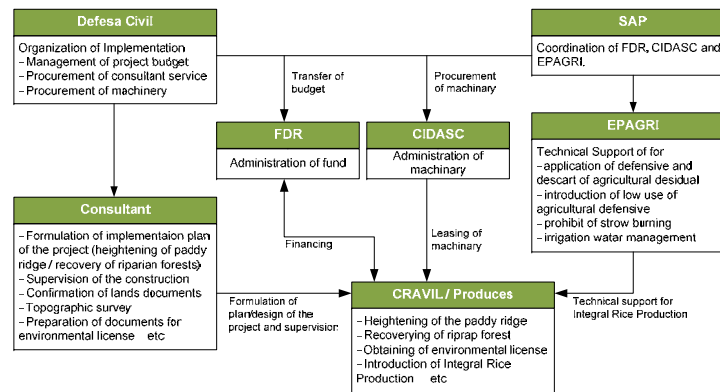 Defesa Civil
Organization of Implementation
– Management of project budget
– Procurement of consultant service
– Procurement of machinery
SAP
Coordination of FDR, CIDASC and
EPAGRI.
Transfer of
budget
Procurement
of machinary
FDR
Administration of fund
CIDASC
Administration of
machinary
EPAGRI
Technical Support of for
– application of defensive and
descart of agricultural desidual
– introduction of low use of
agricultural defensive
– prohibit of strow burning
– irrigation watar management
Consultant
– Formulation of implementaion plan
of the project (heightening of paddy
ridge / recovery of riparian forests)
– Supervision of the construction
– Confirmation of lands documents
– Topographic survey
– Preparation of documents for
environmental license etc
Financing
Leasing of
machinary
Formulation of
plan/design of the
project and supervision
CRAVIL / Produces
– Heightening of the paddy ridge
– Recoverying of riprap forest
– Obtaining of environmental license
– Introduction of Integral Rice
Production etc
Technical support for
Integral Rice Production